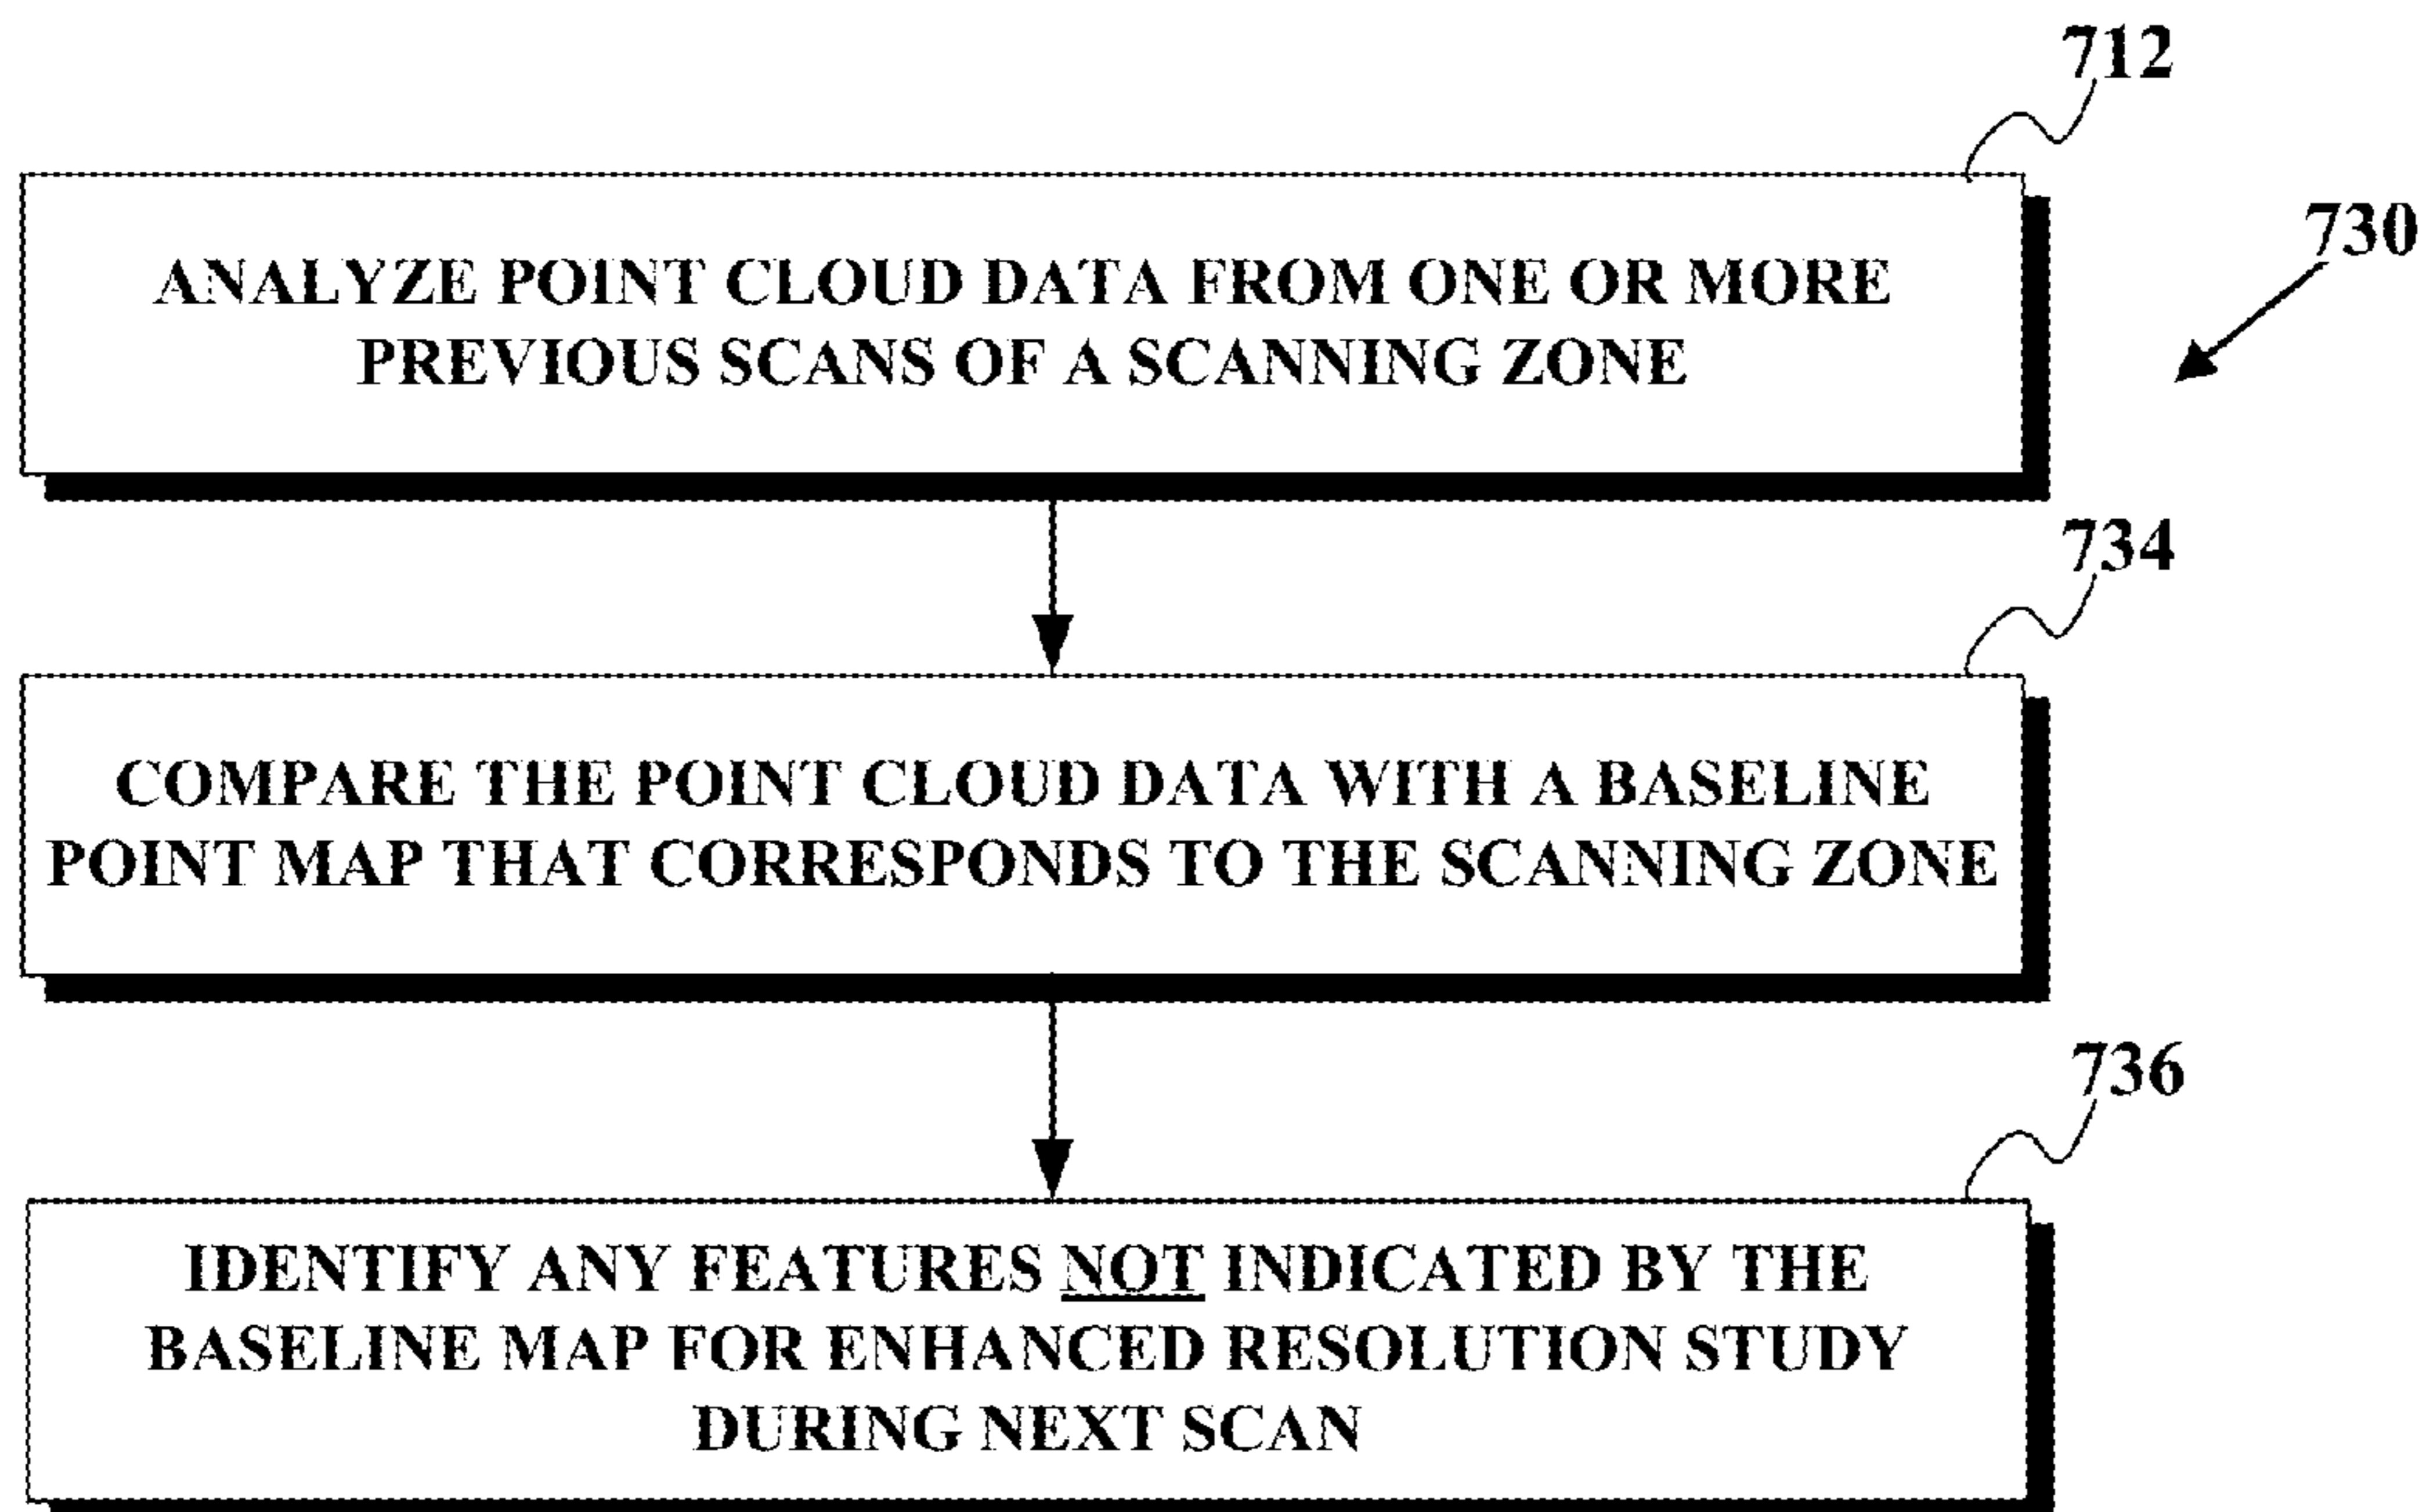 712
730
ANALYZE POINT CLOUD DATA FROM ONE OR MORE
PREVIOUS SCANS OF A SCANNING ZONE
734
COMPARE THE POINT CLOUD DATA WITH A BASELINE
POINT MAP THAT CORRESPONDS TO THE SCANNING ZONE
736
IDENTIFY ANY FEATURES NOT INDICATED BY THE
BASELINE MAP FOR ENHANCED RESOLUTION STUDY
DURING NEXT SCAN